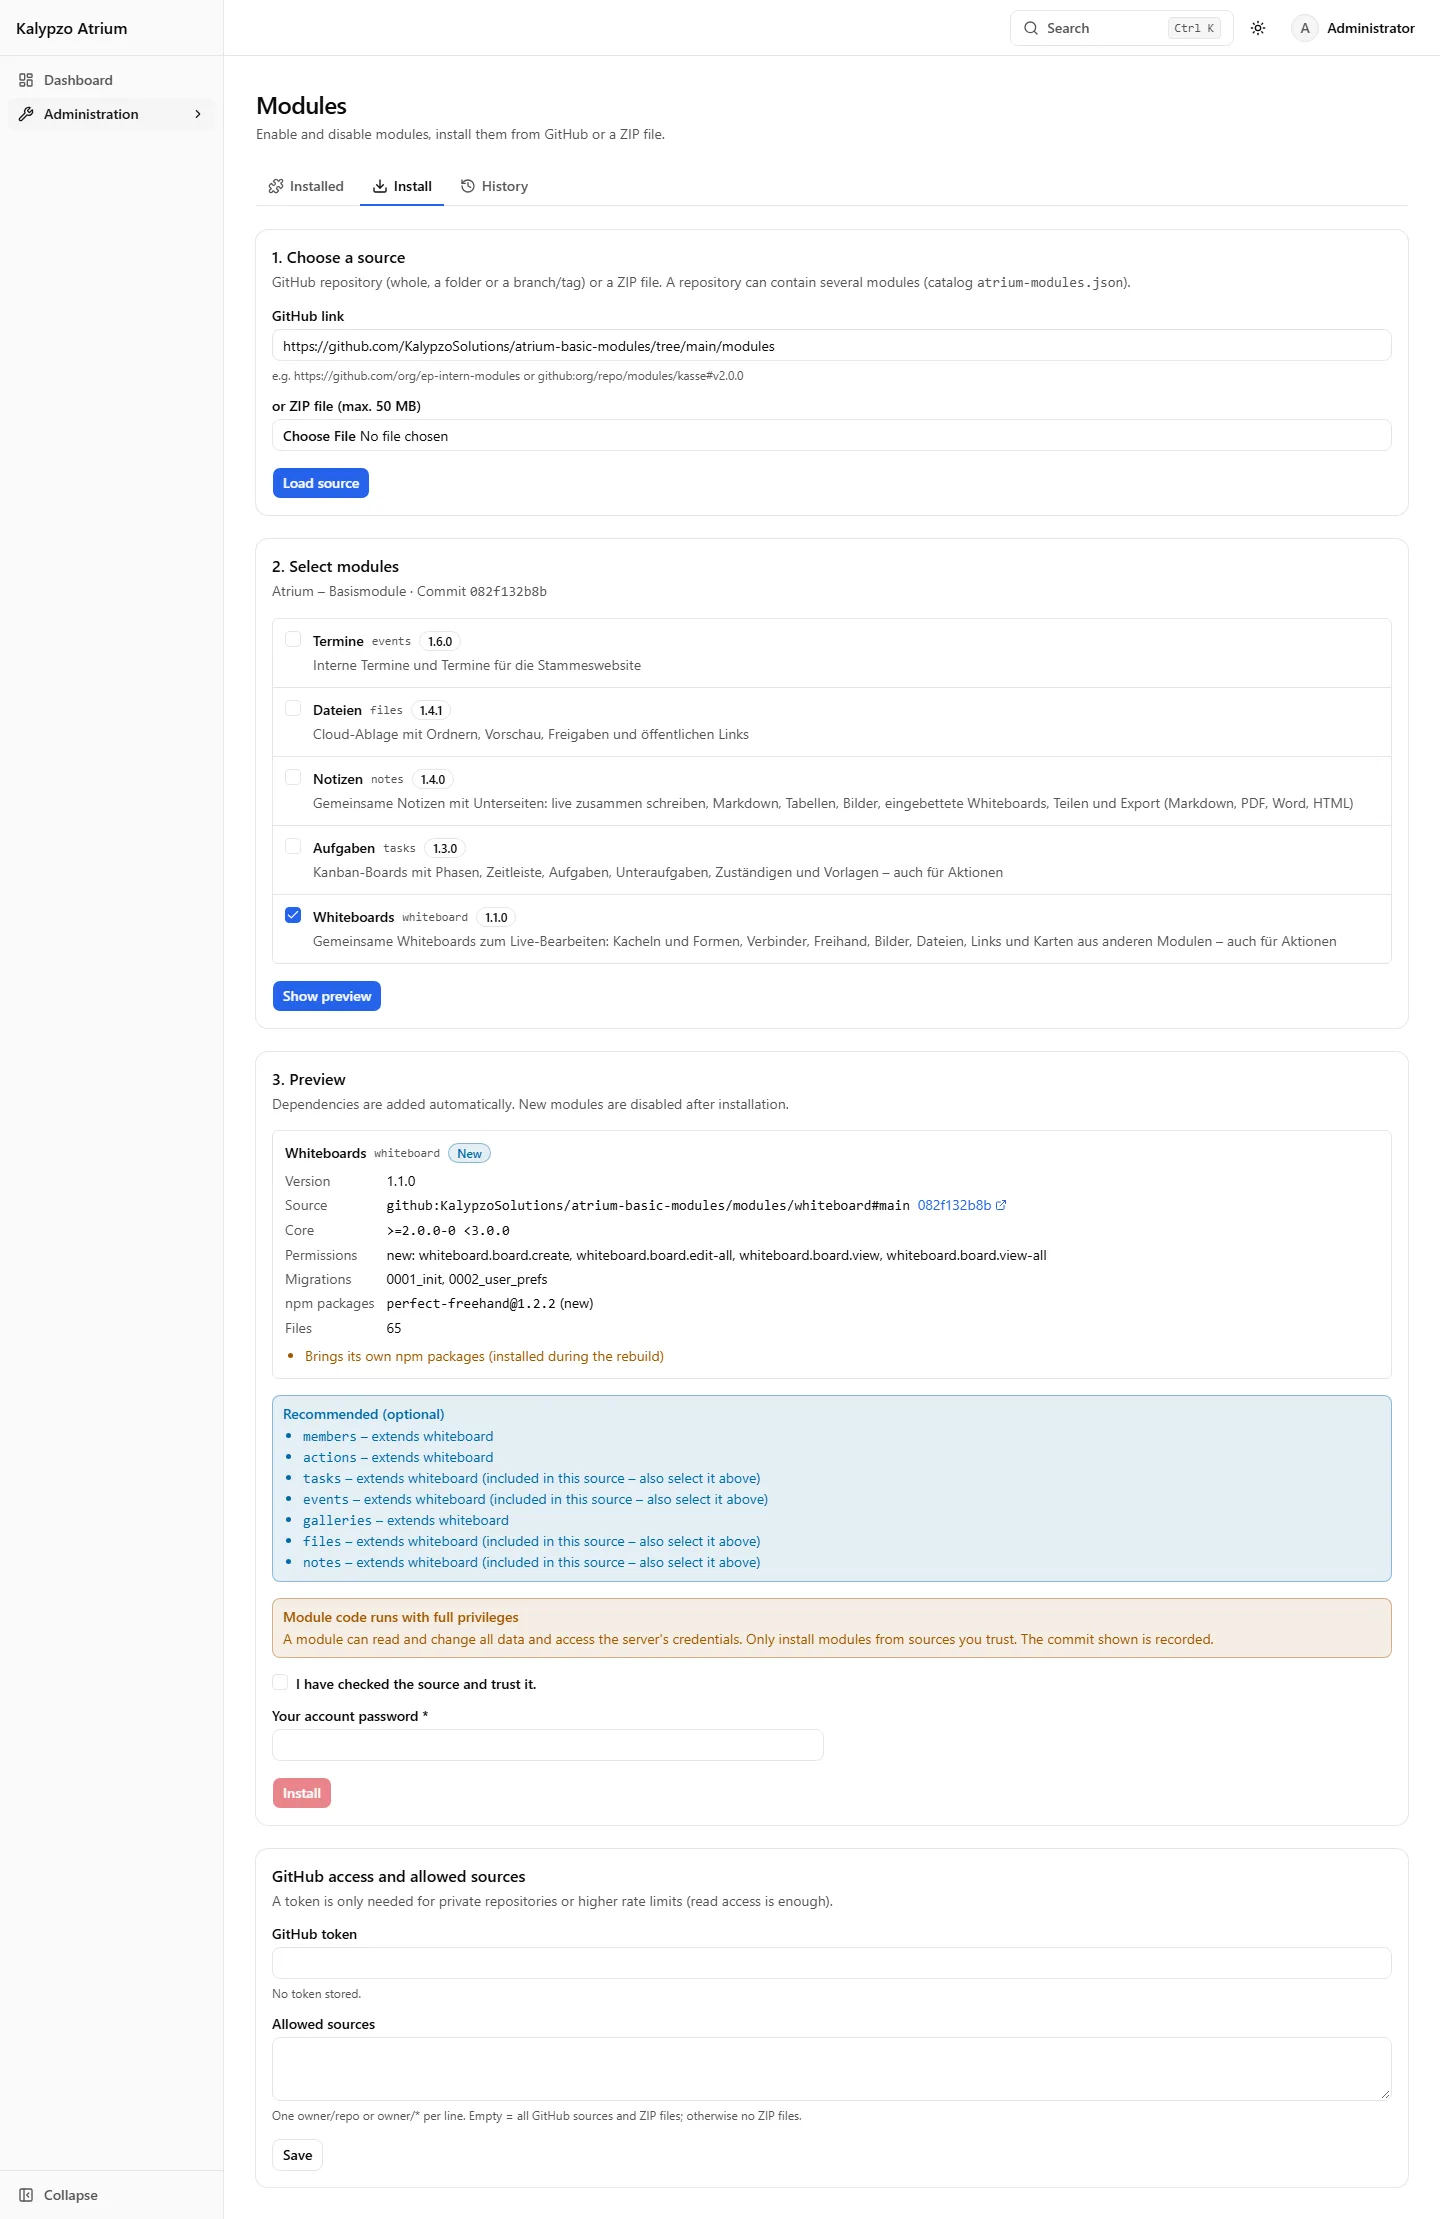 Kalypzo Atrium
Search
Ctrl K
A
Administrator
Dashboard
Administration
Modules
Enable and disable modules, install them from GitHub or a ZIP file.
Installed
Install
History
1. Choose a source
GitHub repository (whole, a folder or a branch/tag) or a ZIP file. A repository can contain several modules (catalog atrium-modules.json).
GitHub link
https://github.com/KalypzoSolutions/atrium-basic-modules/tree/main/modules
e.g. https://github.com/org/ep-intern-modules or github:org/repo/modules/kasse#v2.0.0
or ZIP file (max. 50 MB)
Choose File No file chosen
Load source
2. Select modules
Atrium – Basismodule · Commit 082f132b8b
Termine events 1.6.0
Interne Termine und Termine für die Stammeswebsite
Dateien files 1.4.1
Cloud-Ablage mit Ordnern, Vorschau, Freigaben und öffentlichen Links
Notizen notes 1.4.0
Gemeinsame Notizen mit Unterseiten: live zusammen schreiben, Markdown, Tabellen, Bilder, eingebettete Whiteboards, Teilen und Export (Markdown, PDF, Word, HTML)
Aufgaben tasks 1.3.0
Kanban-Boards mit Phasen, Zeitleiste, Aufgaben, Unteraufgaben, Zuständigen und Vorlagen – auch für Aktionen
Whiteboards whiteboard 1.1.0
Gemeinsame Whiteboards zum Live-Bearbeiten: Kacheln und Formen, Verbinder, Freihand, Bilder, Dateien, Links und Karten aus anderen Modulen – auch für Aktionen
Show preview
3. Preview
Dependencies are added automatically. New modules are disabled after installation.
Whiteboards whiteboard New
Version 1.1.0
Source github:KalypzoSolutions/atrium-basic-modules/modules/whiteboard#main 082f132b8b
Core >=2.0.0-0 <3.0.0
Permissions new: whiteboard.board.create, whiteboard.board.edit-all, whiteboard.board.view, whiteboard.board.view-all
Migrations 0001_init, 0002_user_prefs
npm packages perfect-freehand@1.2.2 (new)
Files 65
• Brings its own npm packages (installed during the rebuild)
Recommended (optional)
• members – extends whiteboard
• actions – extends whiteboard
• tasks – extends whiteboard (included in this source – also select it above)
• events – extends whiteboard (included in this source – also select it above)
• galleries – extends whiteboard
• files – extends whiteboard (included in this source – also select it above)
• notes – extends whiteboard (included in this source – also select it above)
Module code runs with full privileges
A module can read and change all data and access the server's credentials. Only install modules from sources you trust. The commit shown is recorded.
I have checked the source and trust it.
Your account password *
Install
GitHub access and allowed sources
A token is only needed for private repositories or higher rate limits (read access is enough).
GitHub token
No token stored.
Allowed sources
One owner/repo or owner/* per line. Empty = all GitHub sources and ZIP files; otherwise no ZIP files.
Save
Collapse